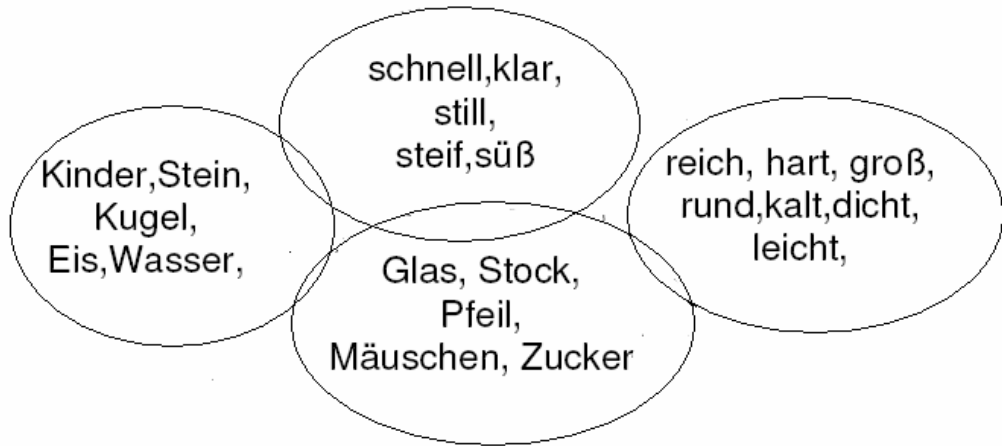 schnell,klar,
still,
steif,süß
Kinder,Stein,
Kugel,
Eis,Wasser,
reich, hart, groß,
rund,kalt,dicht,
leicht,
Glas, Stock,
Pfeil,
Mäuschen, Zucker